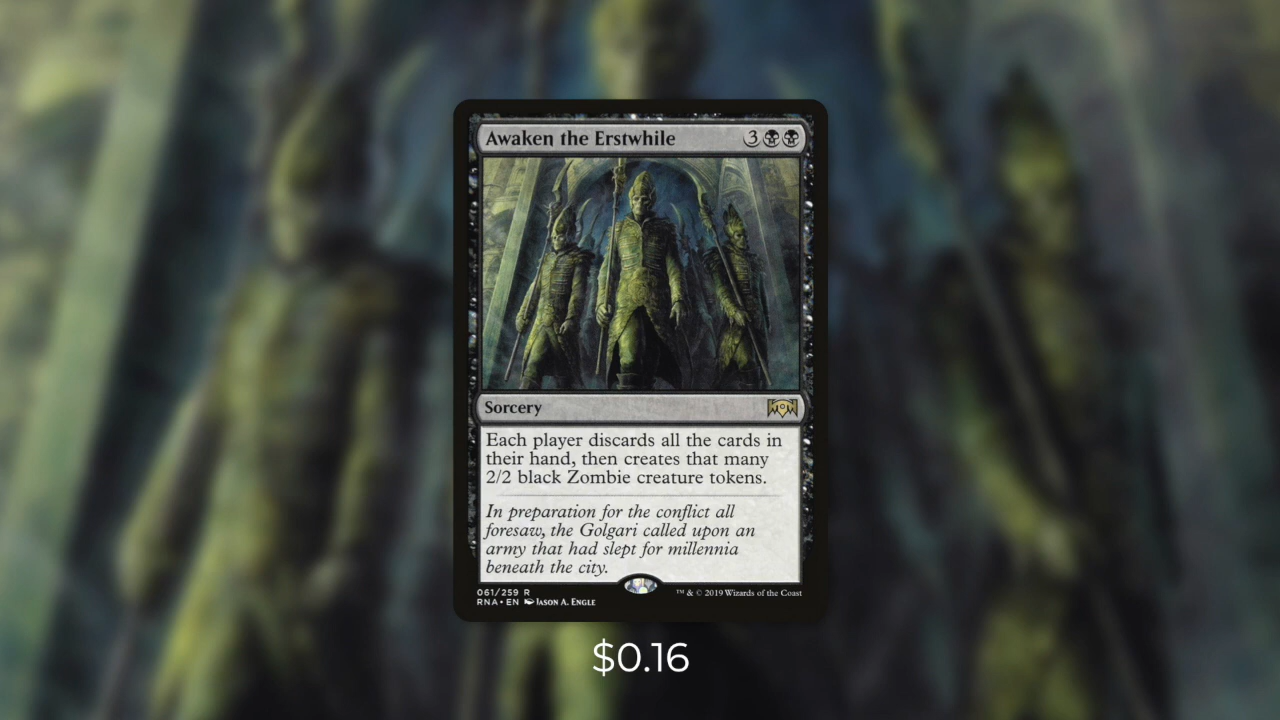 Awaken the Erstwhile 3
Sorcery
Each player discards all the cards in
their hand, then creates that many
2/2 black Zombie creature tokens.
In preparation for the conflict all
foresaw, the Golgari called upon an
army that had slept for millennia
beneath the city.
061/259 R
RNA • EN Jason A. Engle
™ & © 2019 Wizards of the Coast
$0.16